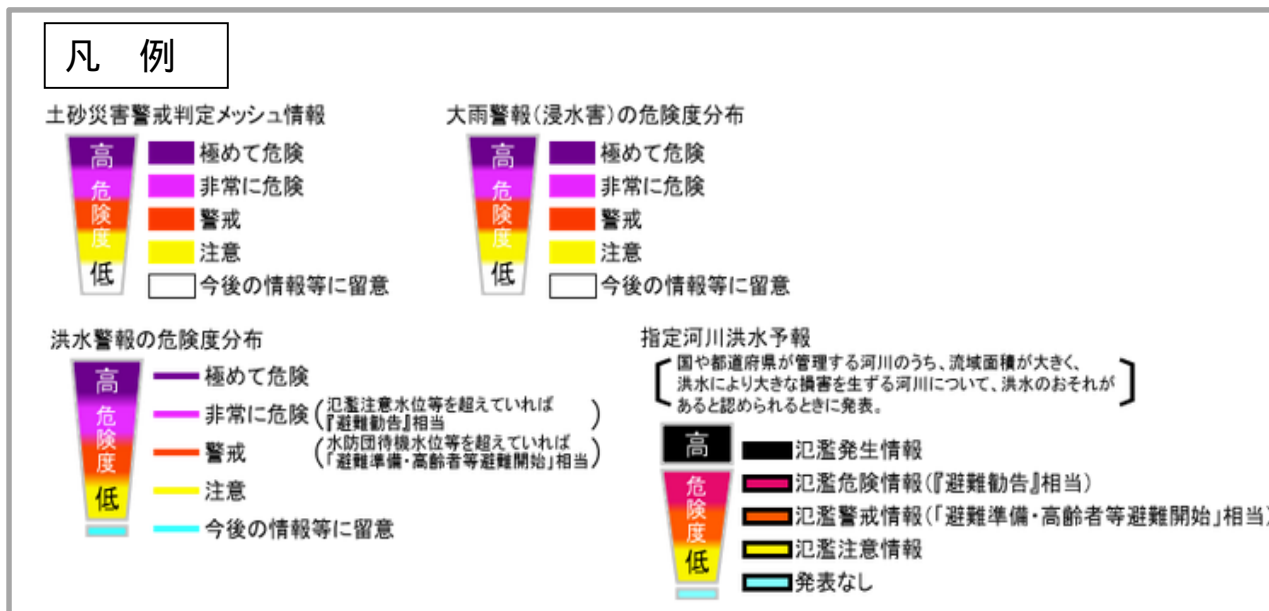 凡 例
土砂災害警戒判定メッシュ情報
高
危険度
低
極めて危険
非常に危険
警戒
注意
今後の情報等に留意
大雨警報(浸水害)の危険度分布
高
危険度
低
極めて危険
非常に危険
警戒
注意
今後の情報等に留意
洪水警報の危険度分布
高
危険度
低
極めて危険
非常に危険(氾濫注意水位等を超えていれば
『避難勧告』相当)
警戒(水防団待機水位等を超えていれば
「避難準備・高齢者等避難開始」相当)
注意
今後の情報等に留意
指定河川洪水予報
【国や都道府県が管理する河川のうち、流域面積が大きく、
洪水により大きな損害を生ずる河川について、洪水のおそれが
あると認められるときに発表。】
高
危険度
低
氾濫発生情報
氾濫危険情報(『避難勧告』相当)
氾濫警戒情報(「避難準備・高齢者等避難開始」相当)
氾濫注意情報
発表なし